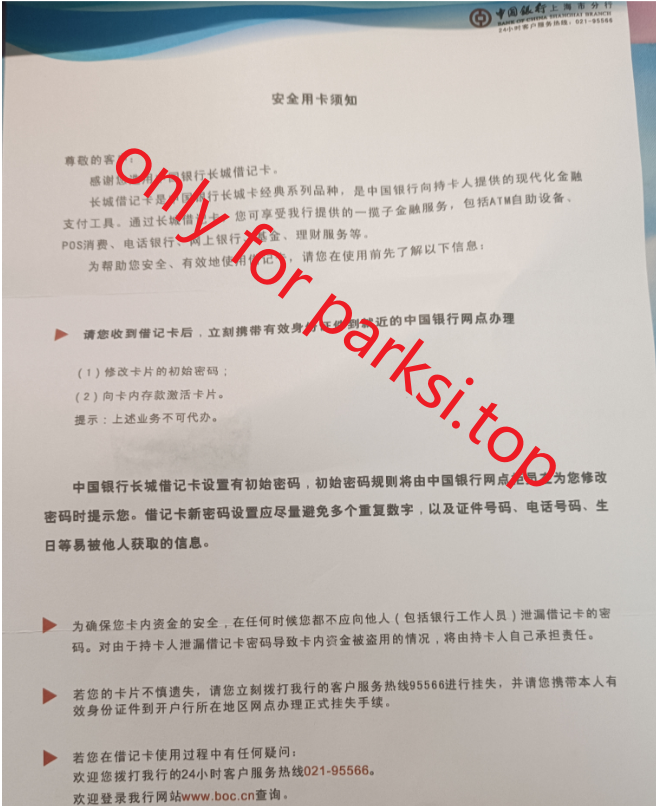 中国银行 上海市分行
BANK OF CHINA SHANGHAI BRANCH
24小时客户服务热线：021-95566
安全用卡须知
尊敬的客：
感谢您 银行长城借记卡。
长城借记卡是 银行长城卡经典系列品种，是中国银行向持卡人提供的现代化金融
支付工具。通过长城借 您可享受我行提供的一揽子金融服务，包括ATM自助设备、
POS消费、电话银行、网上银行 基金、理财服务等。
为帮助您安全、有效地使用借记卡，请您在使用前先了解以下信息：
only for parksi.top
请您收到借记卡后，立刻携带有效身 近的中国银行网点办理
（1）修改卡片的初始密码；
（2）向卡内存款激活卡片。
提示：上述业务不可代办。
中国银行长城借记卡设置有初始密码，初始密码规则将由中国银行网点 为您修改
密码时提示您。借记卡新密码设置应尽量避免多个重复数字，以及证件号码、电话号码、生
日等易被他人获取的信息。
为确保您卡内资金的安全，在任何时候您都不应向他人（包括银行工作人员）泄漏借记卡的密
码。对由于持卡人泄漏借记卡密码导致卡内资金被盗用的情况，将由持卡人自己承担责任。
若您的卡片不慎遗失，请您立刻拨打我行的客户服务热线95566进行挂失，并请您携带本人有
效身份证件到开户行所在地区网点办理正式挂失手续。
若您在借记卡使用过程中有任何疑问：
欢迎您拨打我行的24小时客户服务热线021-95566。
欢迎登录我行网站www.boc.cn查询。